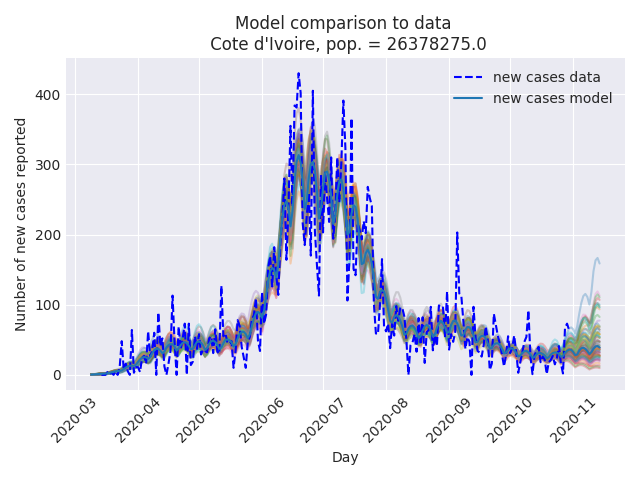 Model comparison to data
Cote d'Ivoire, pop. = 26378275.0
new cases data
new cases model
Number of new cases reported
400
300
200
100
0
2020-03
2020-04
2020-05
2020-06
2020-07
2020-08
2020-09
2020-10
2020-11
Day